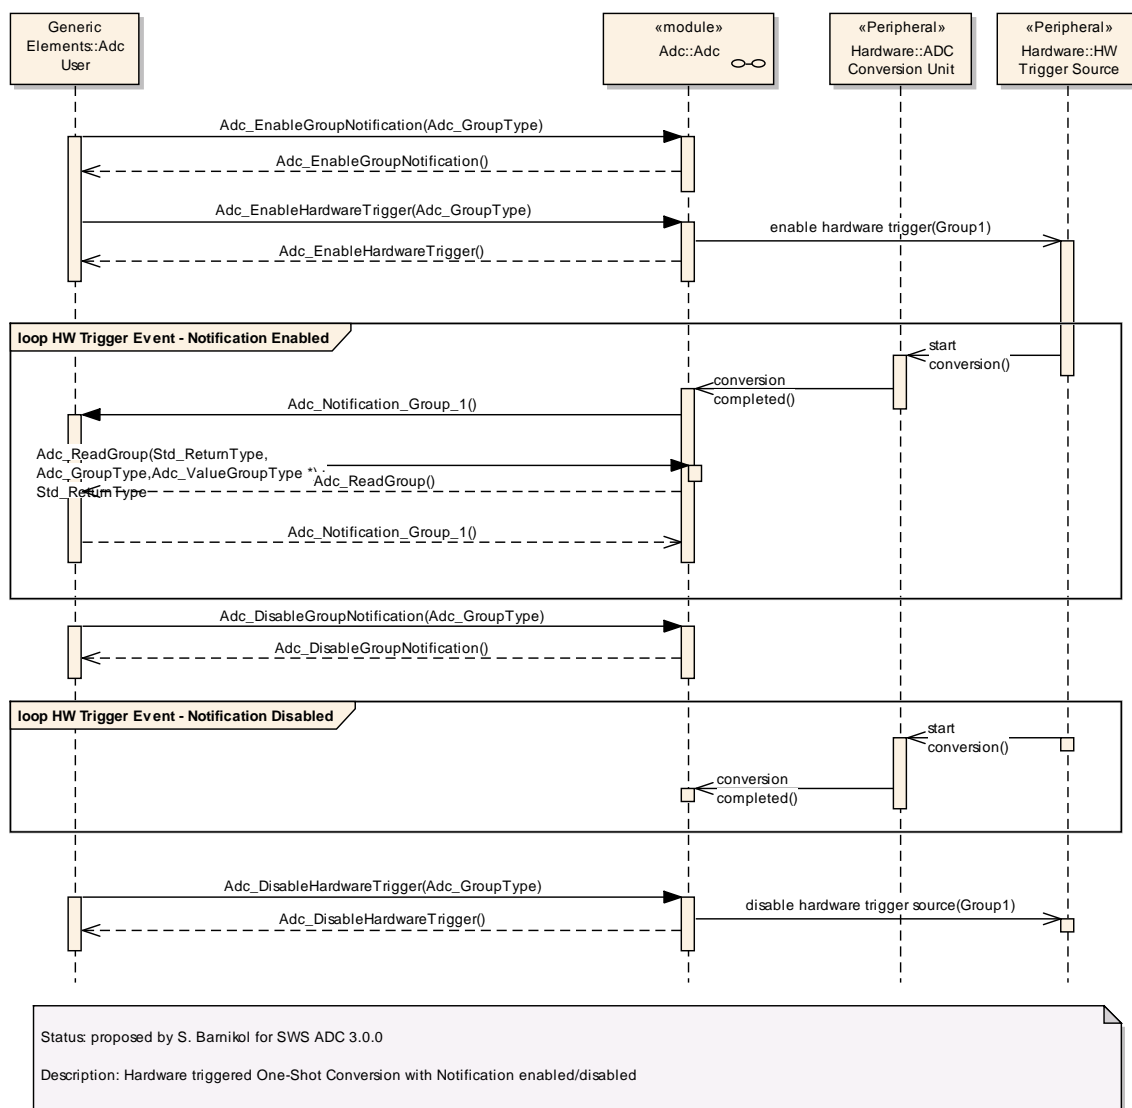 Generic
Elements::Adc
User
«module»
Adc::Adc
«Peripheral»
Hardware::ADC
Conversion Unit
«Peripheral»
Hardware::HW
Trigger Source
Adc_EnableGroupNotification(Adc_GroupType)
Adc_EnableGroupNotification()
Adc_EnableHardwareTrigger(Adc_GroupType)
enable hardware trigger(Group1)
Adc_EnableHardwareTrigger()
loop HW Trigger Event - Notification Enabled
start
conversion()
conversion
completed()
Adc_Notification_Group_1()
Adc_ReadGroup(Std_ReturnType,
Adc_GroupType,Adc_ValueGroupType
Std_ReturnType
Adc_ReadGroup()
Adc_Notification_Group_1()
Adc_DisableGroupNotification(Adc_GroupType)
Adc_DisableGroupNotification()
loop HW Trigger Event - Notification Disabled
start
conversion()
conversion
completed()
Adc_DisableHardwareTrigger(Adc_GroupType)
disable hardware trigger source(Group1)
Adc_DisableHardwareTrigger()
Status: proposed by S. Barnikol for SWS ADC 3.0.0
Description: Hardware triggered One-Shot Conversion with Notification enabled/disabled